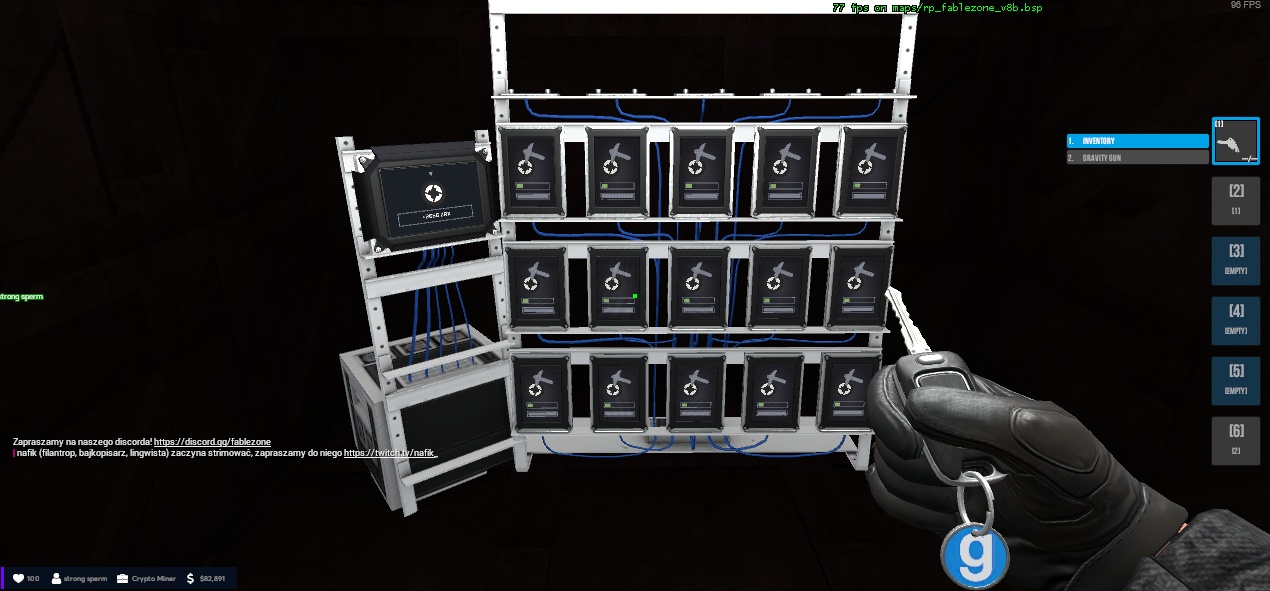 77 fps on maps/rp_fablezone_v8b.bsp
96 FPS
[1]
1. INVENTORY
2. GRAVITY GUN
[2]
[1]
[3]
[EMPTY]
strong sperm
[4]
[EMPTY]
[5]
[EMPTY]
[6]
[2]
Zapraszamy na naszego discorda! https://discord.gg/fablezone
nafik (filantrop, bajkopisarz, lingwista) zaczyna strimować, zapraszamy do niego https://twitch.tv/nafik_
g
100 strong sperm Crypto Miner $ $82,891